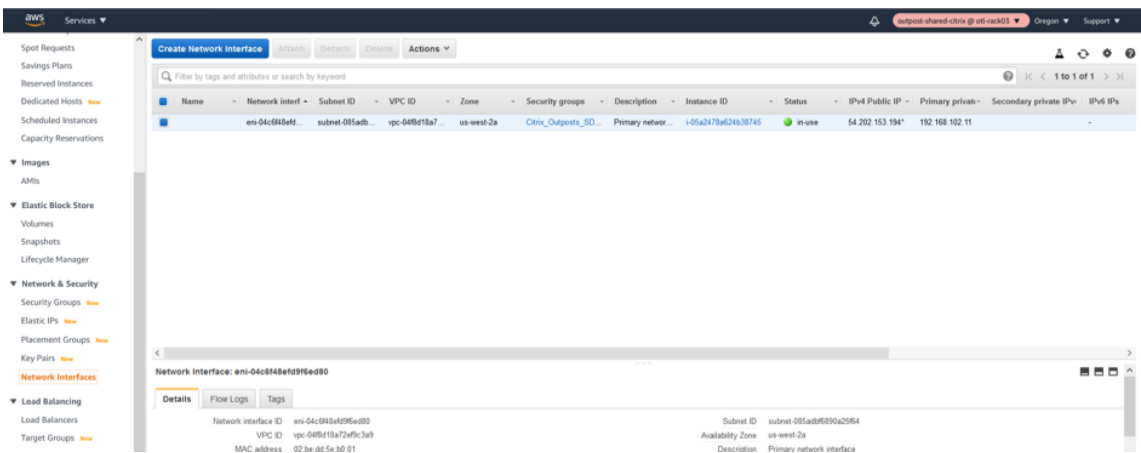 aws Services ▼ outpost-shared-citrix @ otl-rack03 ▼ Oregon ▼ Support ▼
Spot Requests
Savings Plans
Reserved Instances
Dedicated Hosts New
Scheduled Instances
Capacity Reservations
▼ Images
AMIs
▼ Elastic Block Store
Volumes
Snapshots
Lifecycle Manager
▼ Network & Security
Security Groups New
Elastic IPs New
Placement Groups New
Key Pairs New
Network Interfaces
▼ Load Balancing
Load Balancers
Target Groups New
Create Network Interface Attach Detach Delete Actions
Filter by tags and attributes or search by keyword 1 to 1 of 1
Name Network interf Subnet ID VPC ID Zone Security groups Description Instance ID Status IPv4 Public IP Primary privat Secondary private IPv IPv6 IPs
eni-04c6f48efd... subnet-085adb... vpc-04f8d18a7... us-west-2a Citrix_Outposts_SD... Primary networ... i-05a2478a624b38745 in-use 54.202.153.194* 192.168.102.11 -
Network Interface: eni-04c6f48efd9f6ed80
Details Flow Logs Tags
Network interface ID eni-04c6f48efd9f6ed80 Subnet ID subnet-085adbf6890a25f64
VPC ID vpc-04f8d18a72ef9c3a9 Availability Zone us-west-2a
MAC address 02:be:dd:5e:b0:01 Description Primary network interface